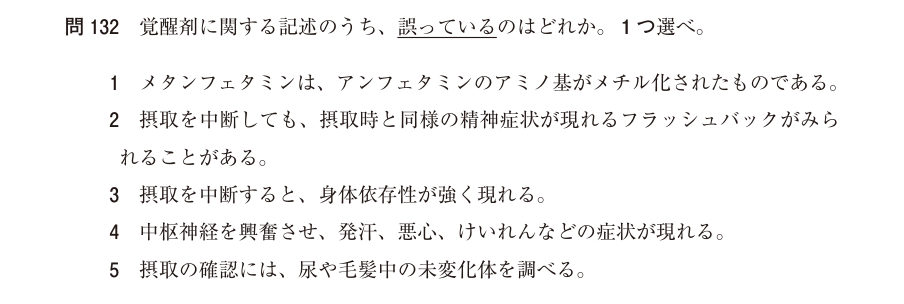 問 132　覚醒剤に関する記述のうち、誤っているのはどれか。1つ選べ。
1　メタンフェタミンは、アンフェタミンのアミノ基がメチル化されたものである。
2　摂取を中断しても、摂取時と同様の精神症状が現れるフラッシュバックがみら
れることがある。
3　摂取を中断すると、身体依存性が強く現れる。
4　中枢神経を興奮させ、発汗、悪心、けいれんなどの症状が現れる。
5　摂取の確認には、尿や毛髪中の未変化体を調べる。